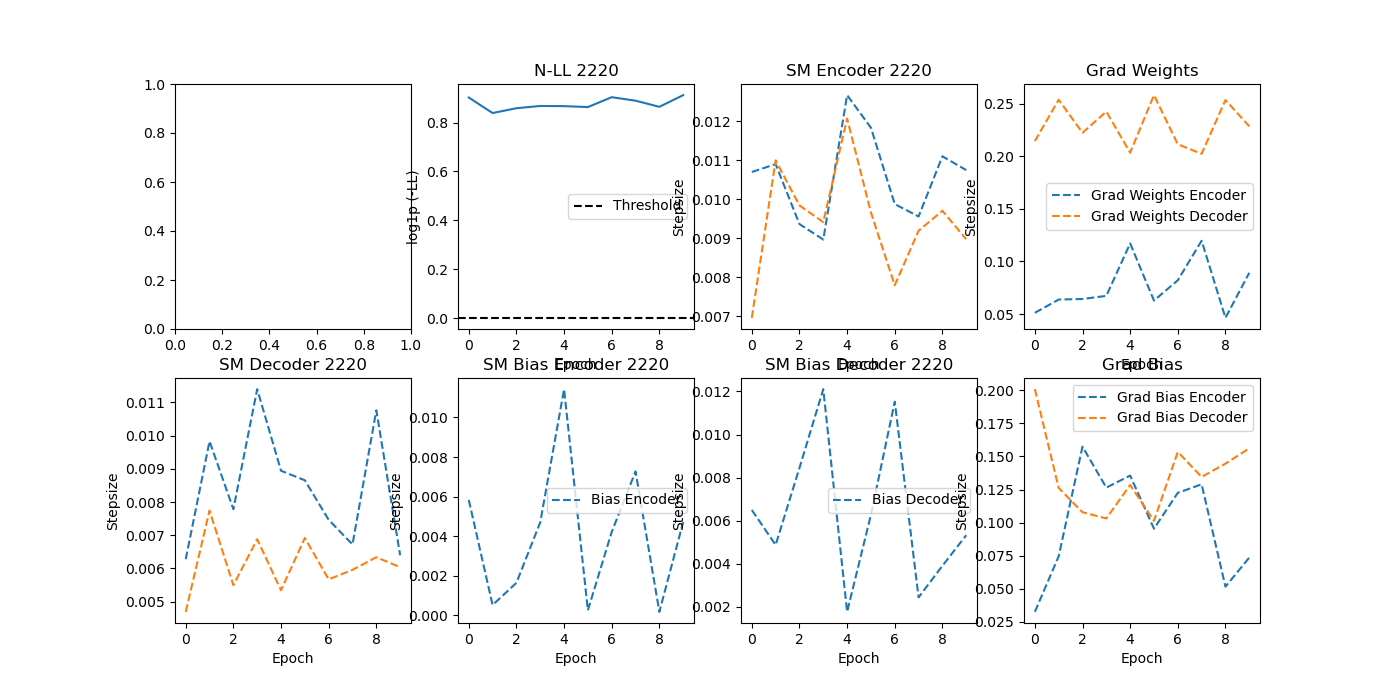 N-LL 2220
SM Encoder 2220
Grad Weights
1.0
0.8
0.6
0.4
0.2
0.0
0.0 0.2 0.4 0.6 0.8 1.0
log1p (-LL)
0.8
0.6
0.4
0.2
0.0
Threshold
0 2 4 6 8
Epoch
Stepsize
0.012
0.011
0.010
0.009
0.008
0.007
0 2 4 6 8
Epoch
Stepsize
0.25
0.20
0.15
0.10
0.05
Grad Weights Encoder
Grad Weights Decoder
0 2 4 6 8
Epoch
SM Decoder 2220
SM Bias Encoder 2220
SM Bias Decoder 2220
Grad Bias
Stepsize
0.011
0.010
0.009
0.008
0.007
0.006
0.005
0 2 4 6 8
Epoch
Stepsize
0.010
0.008
0.006
0.004
0.002
0.000
Bias Encoder
0 2 4 6 8
Epoch
Stepsize
0.012
0.010
0.008
0.006
0.004
0.002
Bias Decoder
0 2 4 6 8
Epoch
Stepsize
0.200
0.175
0.150
0.125
0.100
0.075
0.050
0.025
Grad Bias Encoder
Grad Bias Decoder
0 2 4 6 8
Epoch